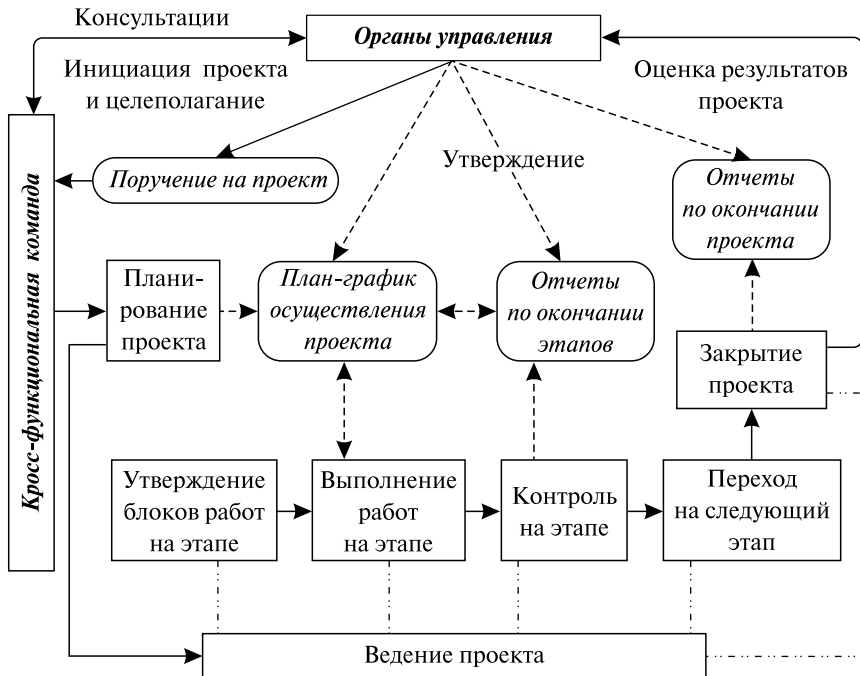 Консультации
Органы управления
Инициация проекта
и целеполагание
Оценка результатов
проекта
Утверждение
Поручение на проект
Отчеты
по окончании
проекта
Кросс-функциональная команда
Плани-
рование
проекта
План-график
осуществления
проекта
Отчеты
по окончании
этапов
Закрытие
проекта
Утверждение
блоков работ
на этапе
Выполнение
работ
на этапе
Контроль
на этапе
Переход
на следующий
этап
Ведение проекта